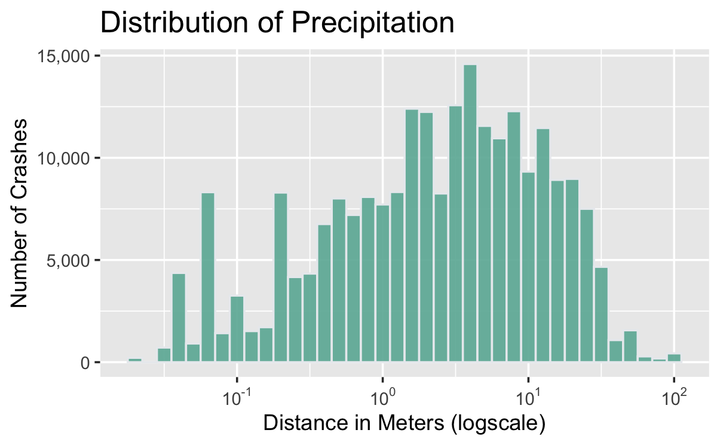 Distribution of Precipitation
15,000
10,000
5,000
0
Number of Crashes
10⁻¹
10⁰
10¹
10²
Distance in Meters (logscale)